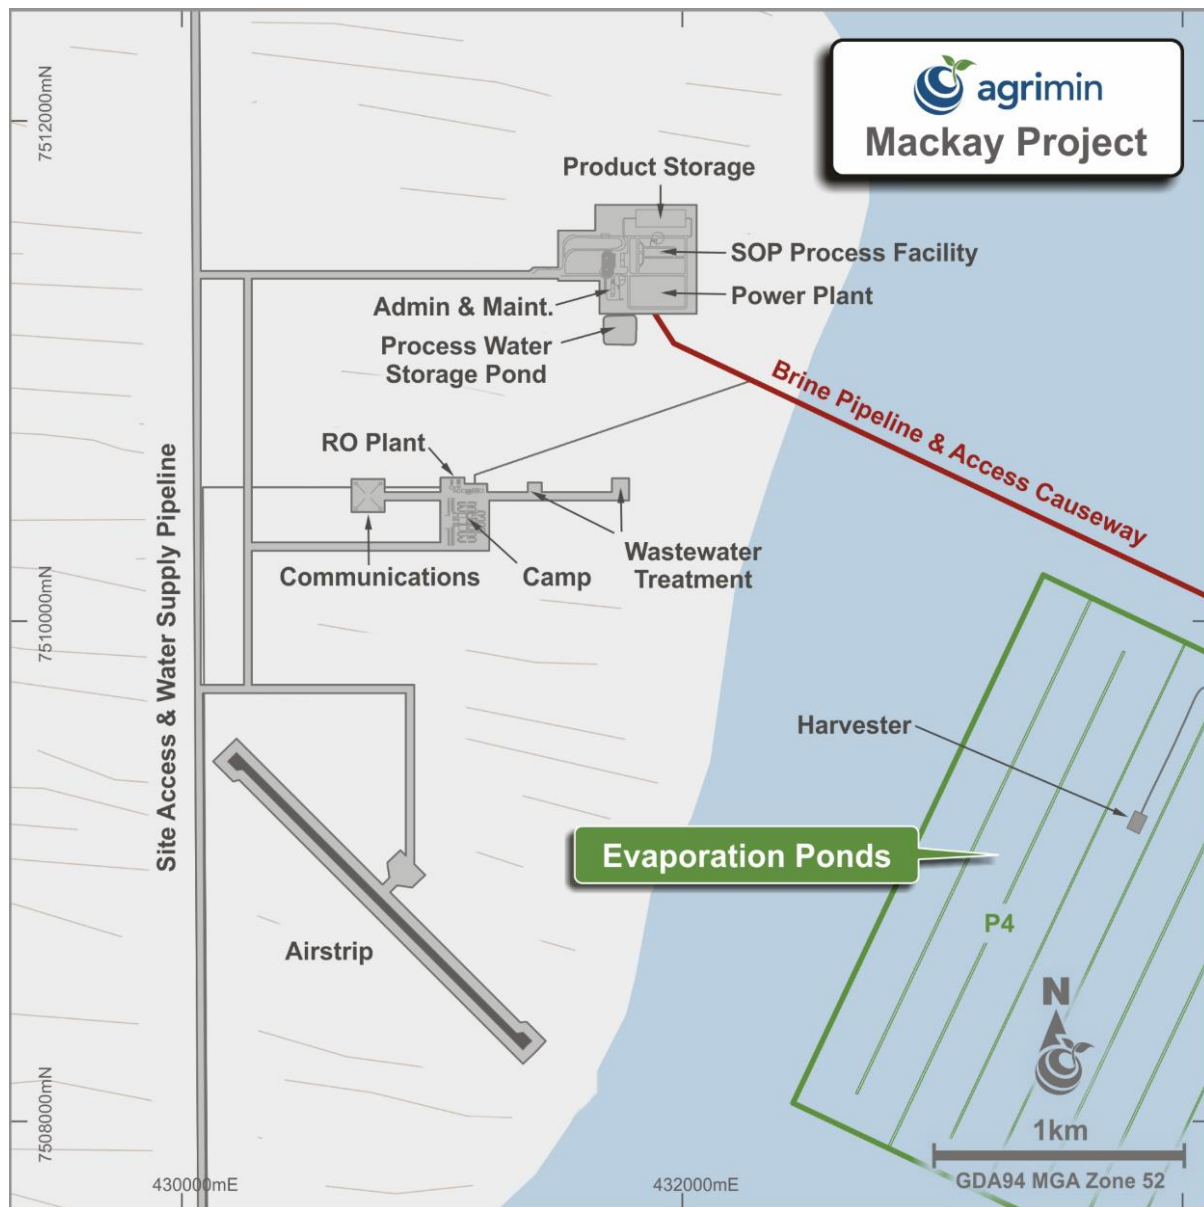 agrimin
Mackay Project
7512000mN
Product Storage
SOP Process Facility
Power Plant
Admin & Maint.
Process Water
Storage Pond
Brine Pipeline & Access Causeway
RO Plant
Communications
Camp
Wastewater
Treatment
Site Access & Water Supply Pipeline
7510000mN
Harvester
Evaporation Ponds
P4
Airstrip
N
1km
GDA94 MGA Zone 52
7508000mN
430000mE
432000mE